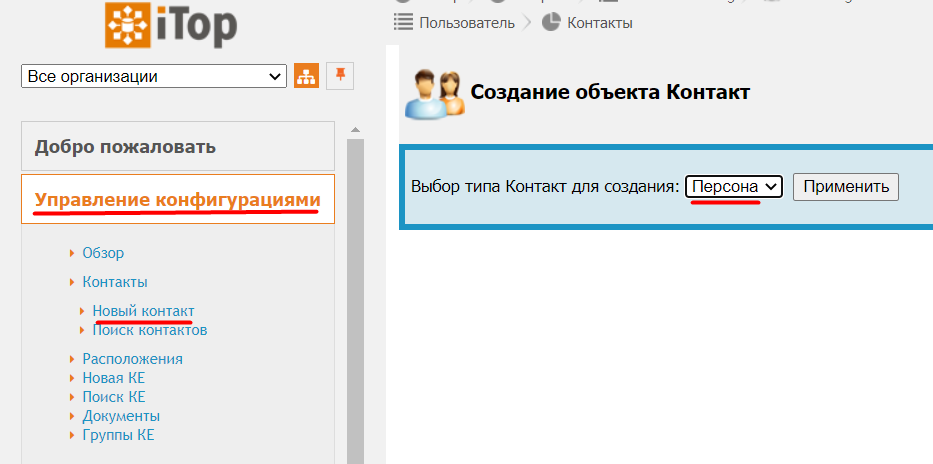 iTop
Все организации
Добро пожаловать
Управление конфигурациями
Обзор
Контакты
Новый контакт
Поиск контактов
Расположения
Новая КЕ
Поиск КЕ
Документы
Группы КЕ
Пользователь Контакты
Создание объекта Контакт
Выбор типа Контакт для создания: Персона Применить